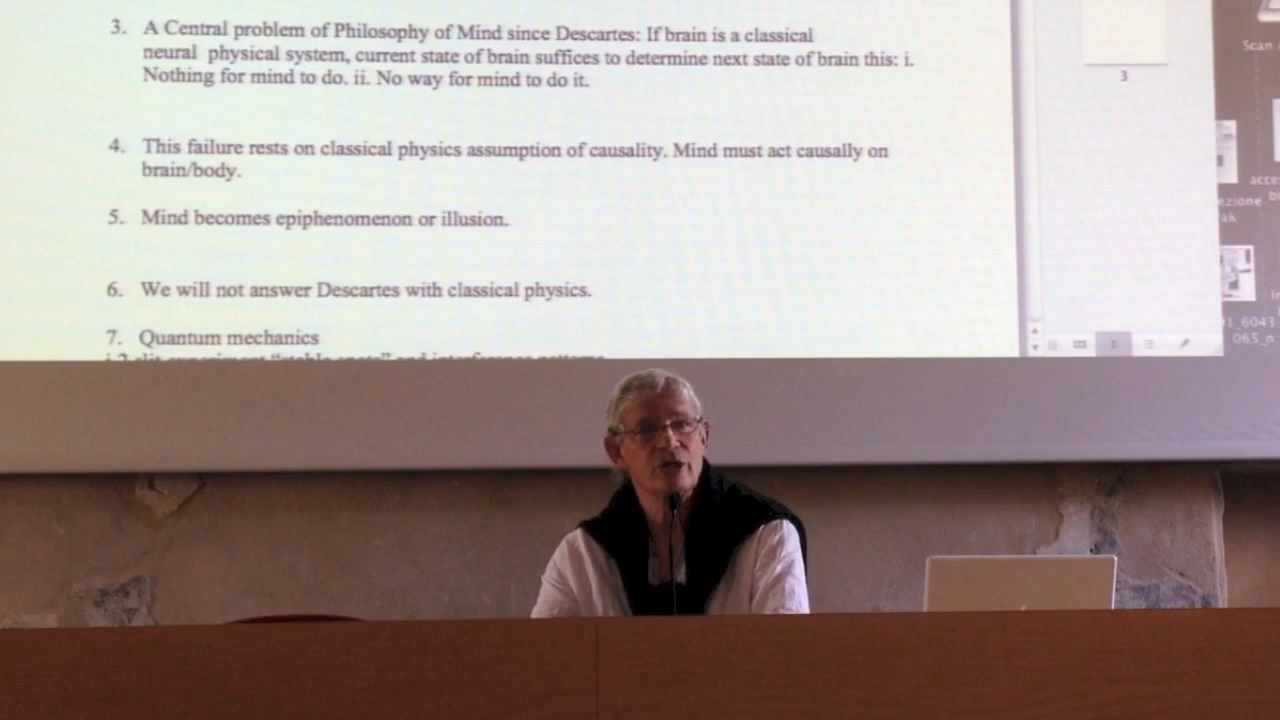 3. A Central problem of Philosophy of Mind since Descartes: If brain is a classical
neural physical system, current state of brain suffices to determine next state of brain this: i.
Nothing for mind to do. ii. No way for mind to do it.
4. This failure rests on classical physics assumption of causality. Mind must act causally on
brain/body.
5. Mind becomes epiphenomenon or illusion.
6. We will not answer Descartes with classical physics.
7. Quantum mechanics
3
Scan
ezione
_6043
065_n